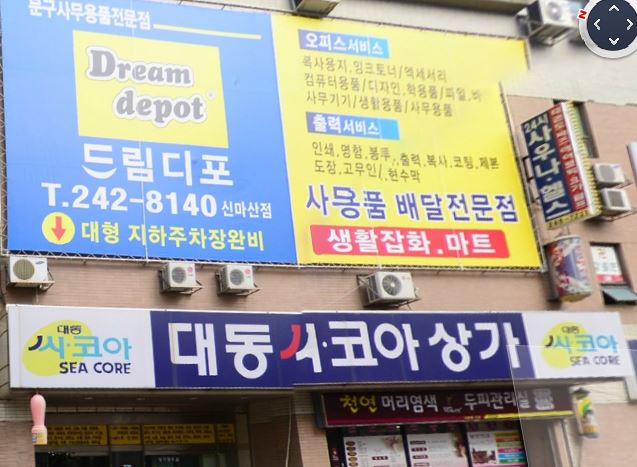 문구사무용품전문점
Dream
depot
드림디포
T.242-8140 신마산점
대형 지하주차장완비
오피스서비스
복사용지.잉크토너/액세서리
컴퓨터용품/디자인.학용품/파일.바
사무기기/생활용품/사무용품
출력서비스
인쇄.명함.봉투.출력.복사.코팅.제본
도장.고무인/.현수막
사용품 배달전문점
생활잡화.마트
24시
사우나헬스
대동
씨·코아
SEA CORE
대동 씨·코아 상가
대동
씨·코아
SEA CORE
천연 머리염색
두피관리실